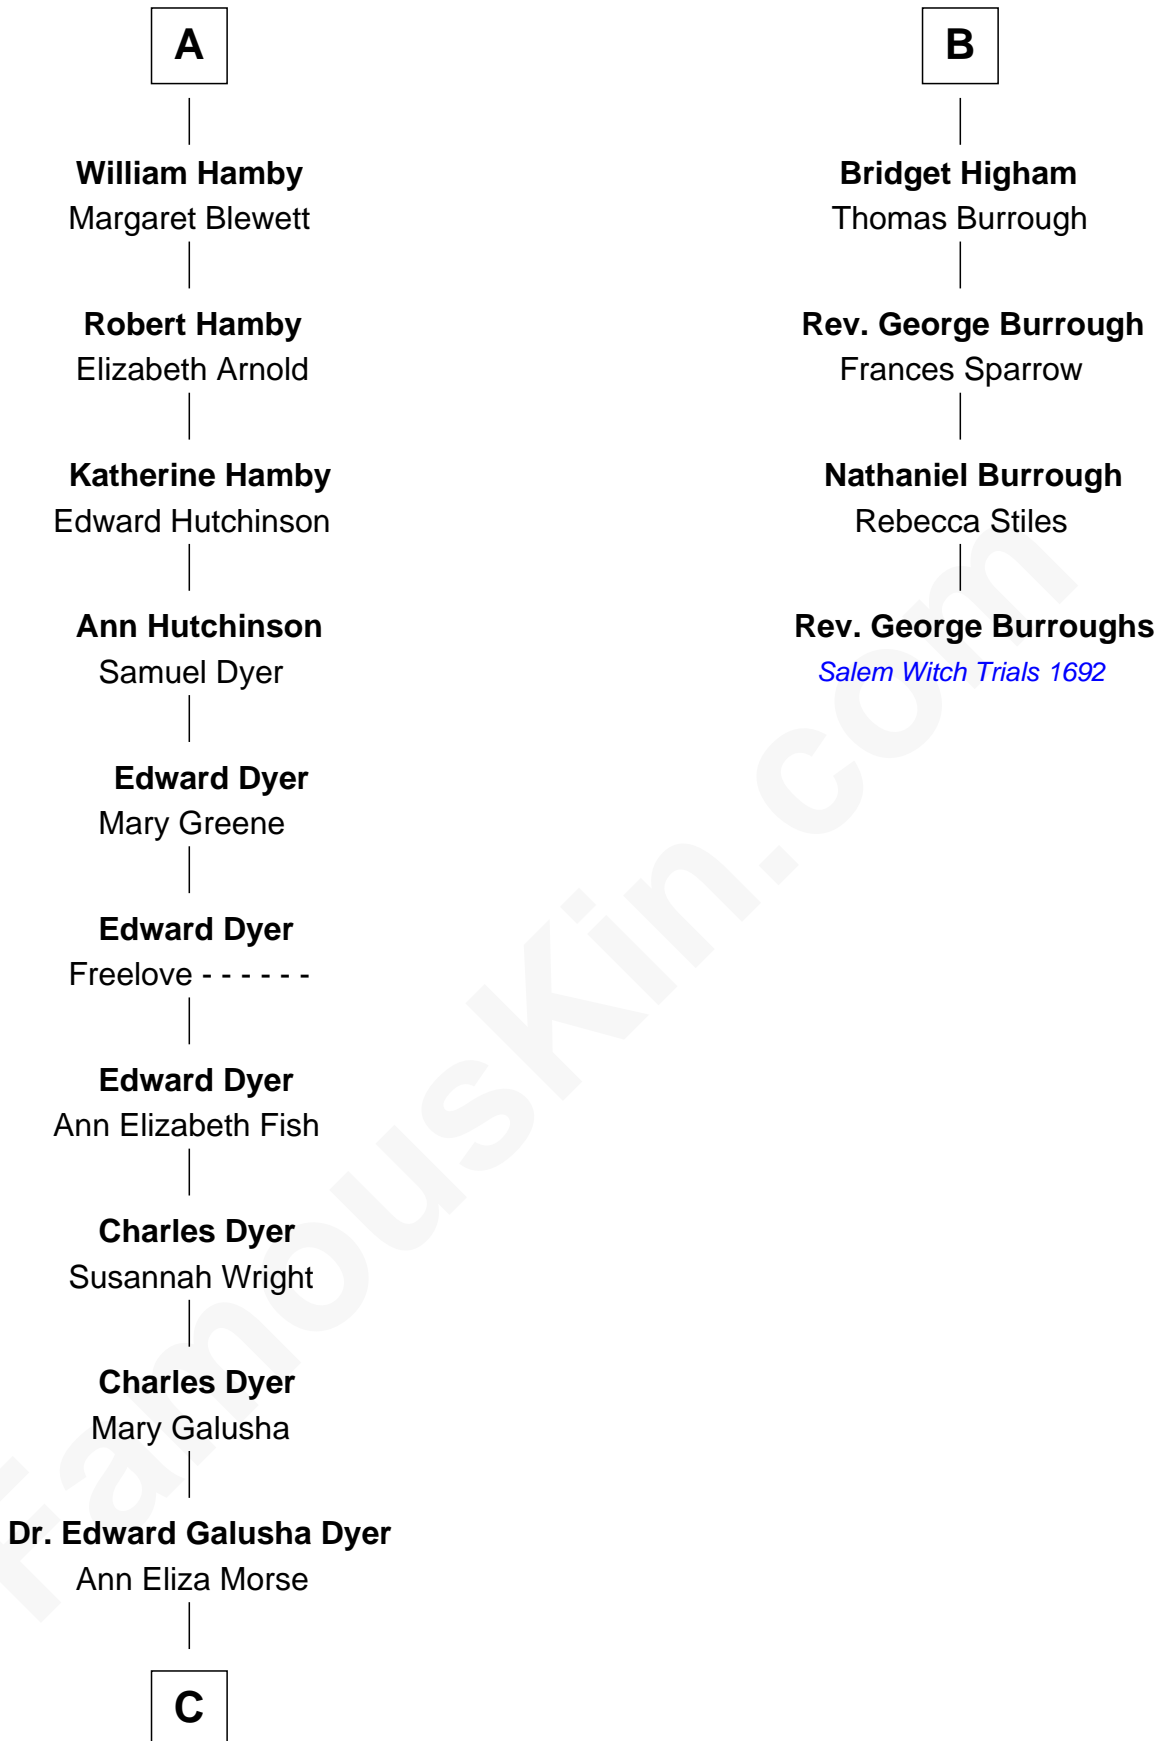 A
William Hamby
Margaret Blewett
Robert Hamby
Elizabeth Arnold
Katherine Hamby
Edward Hutchinson
Ann Hutchinson
Samuel Dyer
Edward Dyer
Mary Greene
Edward Dyer
Freelove - - - - - -
Edward Dyer
Ann Elizabeth Fish
Charles Dyer
Susannah Wright
Charles Dyer
Mary Galusha
Dr. Edward Galusha Dyer
Ann Eliza Morse
C
B
Bridget Higham
Thomas Burrough
Rev. George Burrough
Frances Sparrow
Nathaniel Burrough
Rebecca Stiles
Rev. George Burroughs
Salem Witch Trials 1692
FamousKin.com